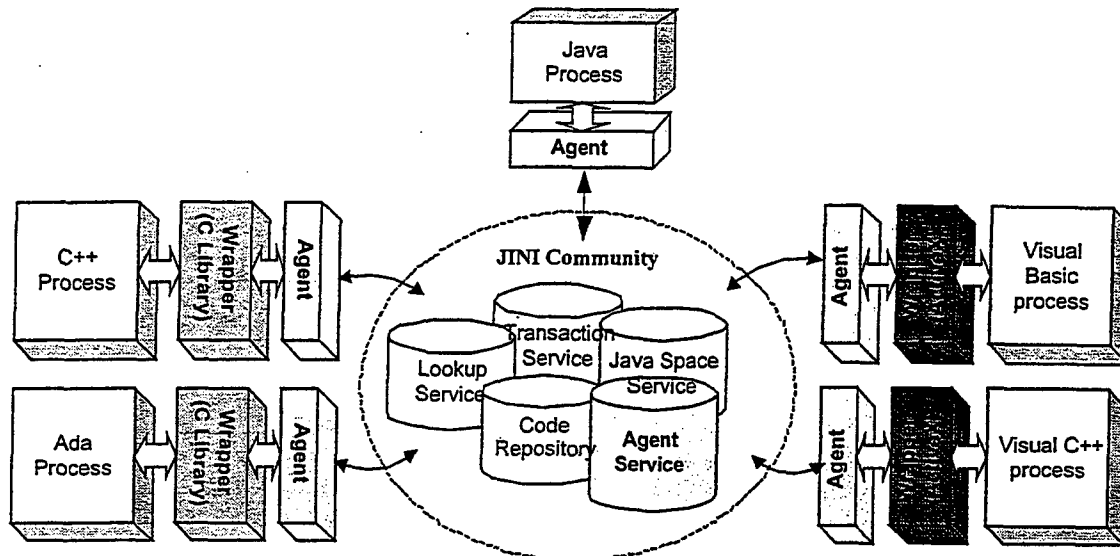 Java
Process
Agent
C++
Process
Wrapper
(C Library)
Agent
JINI Community
Transaction
Service
Lookup
Service
Java Space
Service
Code
Repository
Agent
Service
Agent
Visual
Basic
process
Ada
Process
Wrapper
(C Library)
Agent
Agent
Visual C++
process